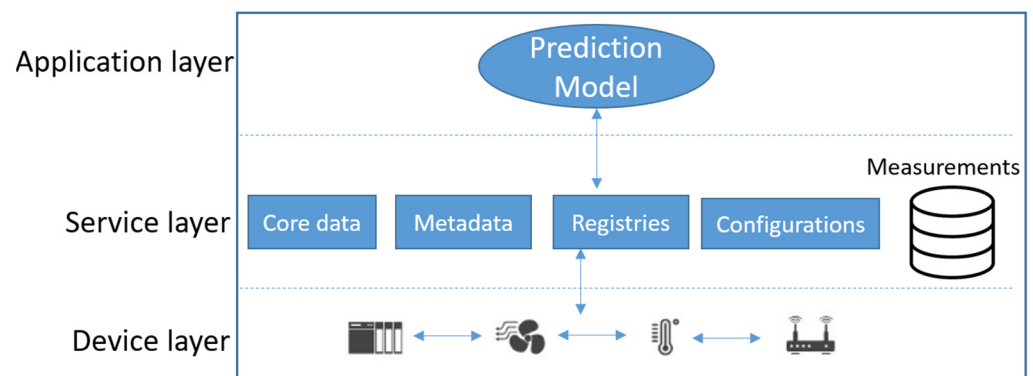 Application layer
Prediction
Model
Measurements
Service layer
Core data
Metadata
Registries
Configurations
Device layer